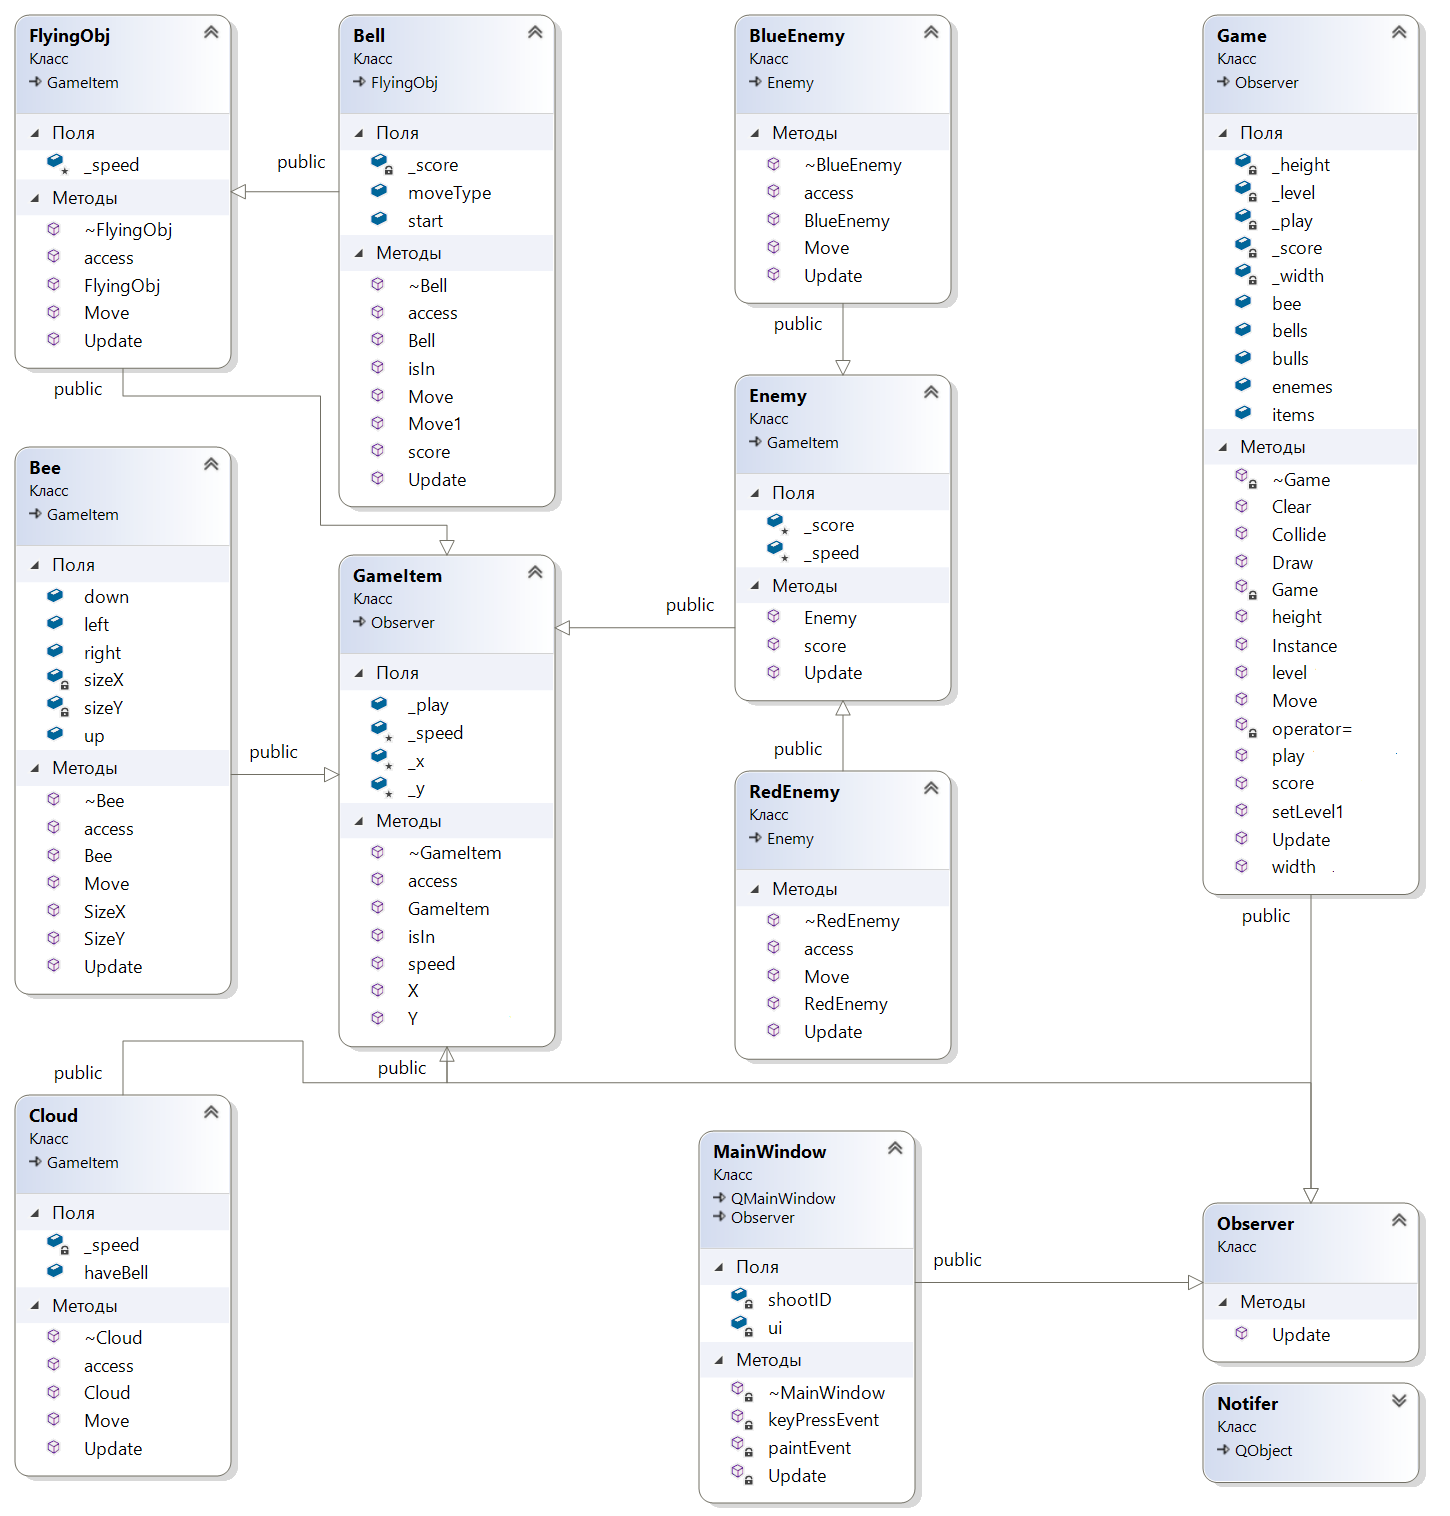 FlyingObj
Класс
GameItem
Поля
_speed
Методы
~FlyingObj
access
FlyingObj
Move
Update
public
Bell
Класс
FlyingObj
Поля
_score
moveType
start
Методы
~Bell
access
Bell
isIn
Move
Move1
score
Update
public
BlueEnemy
Класс
Enemy
Методы
~BlueEnemy
access
BlueEnemy
Move
Update
public
Game
Класс
Observer
Поля
_height
_level
_play
_score
_width
bee
bells
bulls
enemes
items
Методы
~Game
Clear
Collide
Draw
Game
height
Instance
level
Move
operator=
play
score
setLevel1
Update
width
public
Bee
Класс
GameItem
Поля
down
left
right
sizeX
sizeY
up
Методы
~Bee
access
Bee
Move
SizeX
SizeY
Update
public
GameItem
Класс
Observer
Поля
_play
_speed
_x
_y
Методы
~GameItem
access
GameItem
isIn
speed
X
Y
public
Enemy
Класс
GameItem
Поля
_score
_speed
Методы
Enemy
score
Update
public
public
RedEnemy
Класс
Enemy
Методы
~RedEnemy
access
Move
RedEnemy
Update
public
Cloud
Класс
GameItem
Поля
_speed
haveBell
Методы
~Cloud
access
Cloud
Move
Update
MainWindow
Класс
QMainWindow
Observer
Поля
shootID
ui
Методы
~MainWindow
keyPressEvent
paintEvent
Update
public
Observer
Класс
Методы
Update
Notifer
Класс
QObject